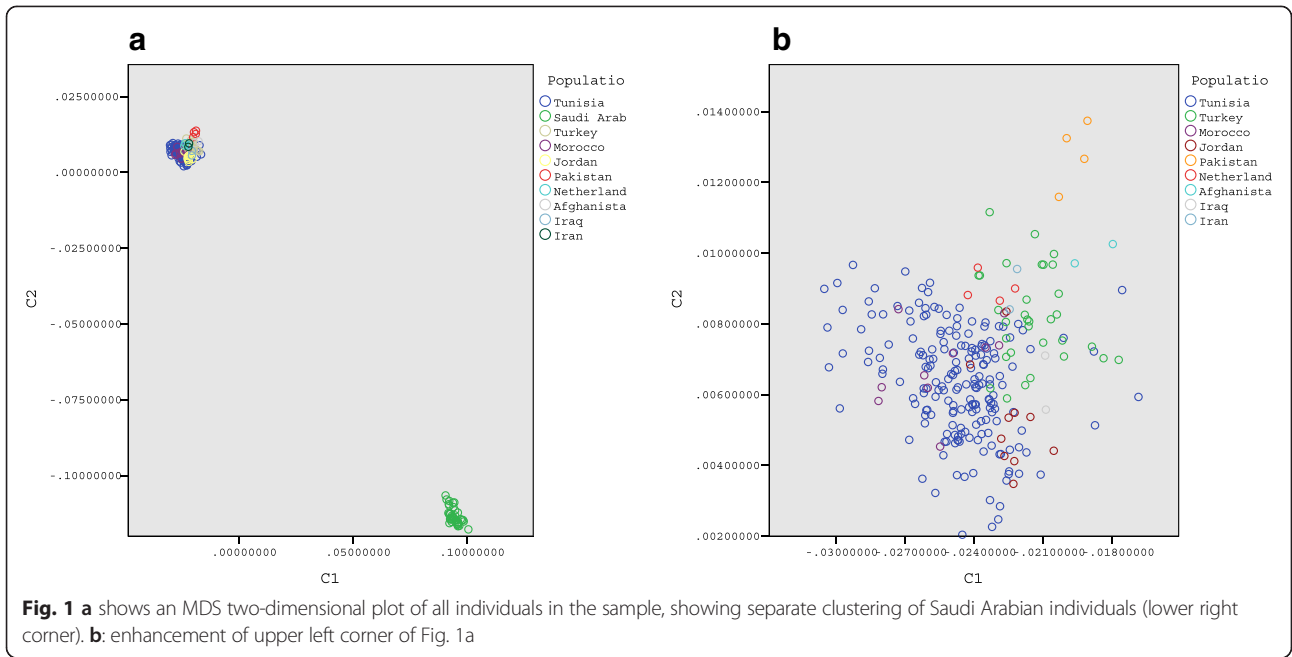 a
.02500000
.00000000
-.02500000
-.05000000
-.07500000
-.10000000
C2
.00000000
.05000000
.10000000
C1
Populatio
Tunisia
Saudi Arab
Turkey
Morocco
Jordan
Pakistan
Netherland
Afghanista
Iraq
Iran
b
.01400000
.01200000
.01000000
.00800000
.00600000
.00400000
.00200000
C2
-.03000000 -.02700000 -.02400000 -.02100000 -.01800000
C1
Populatio
Tunisia
Turkey
Morocco
Jordan
Pakistan
Netherland
Afghanista
Iraq
Iran
Fig. 1 a shows an MDS two-dimensional plot of all individuals in the sample, showing separate clustering of Saudi Arabian individuals (lower right
corner). b: enhancement of upper left corner of Fig. 1a